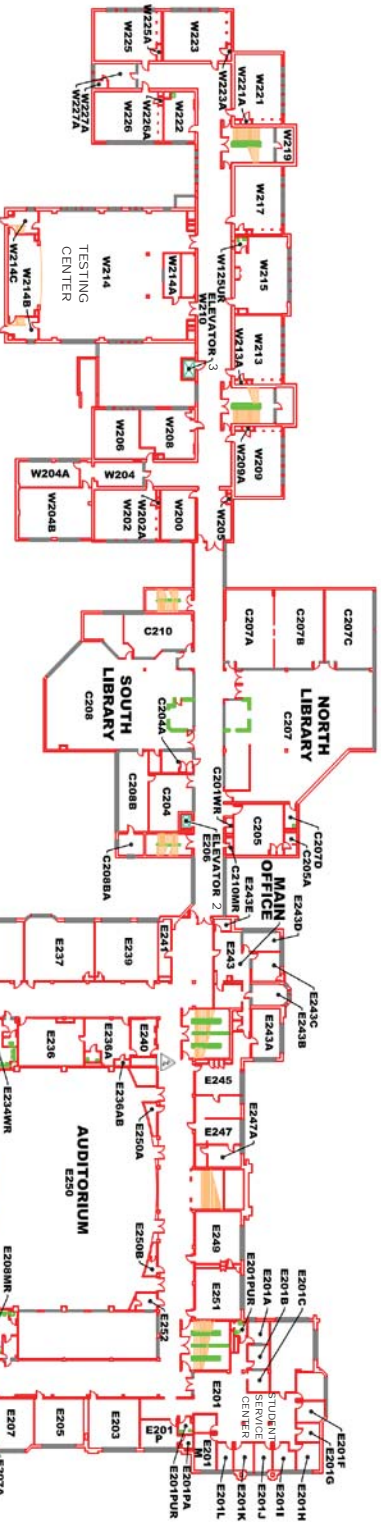 W225
W225A
W223
W223A
W221
W221A
W219
W217
W215
W125UR
W213
W213A
W209
W209A
W205
W227A
W227A
W226
W226A
W222
W214
TESTING
CENTER
W214A
W214B
W214C
ELEVATOR 3
W210
W208
W206
W204
W204A
W204B
W202
W202A
W200
C210
C207A
C207B
C207C
NORTH
LIBRARY
C207
SOUTH
LIBRARY
C208
C204A
C204
C208B
C208BA
C201WR
C205
C207D
C205A
C210MR
ELEVATOR 2
E206
MAIN
OFFICE
E243E
E243D
E243
E243C
E243B
E243A
E241
E239
E237
E236
E236A
E240
E236AB
E234WR
E245
E247
E247A
E249
E251
E250A
AUDITORIUM
E250
E250B
E252
E208MR
E201PUR
E201A
E201B
E201C
STUDENT
SERVICE
CENTER
E201
E201F
E201G
E201H
E201I
E201J
E201K
E201L
E201
M
E201PA
E201PUR
E201
P
E203
E205
E207
E207A